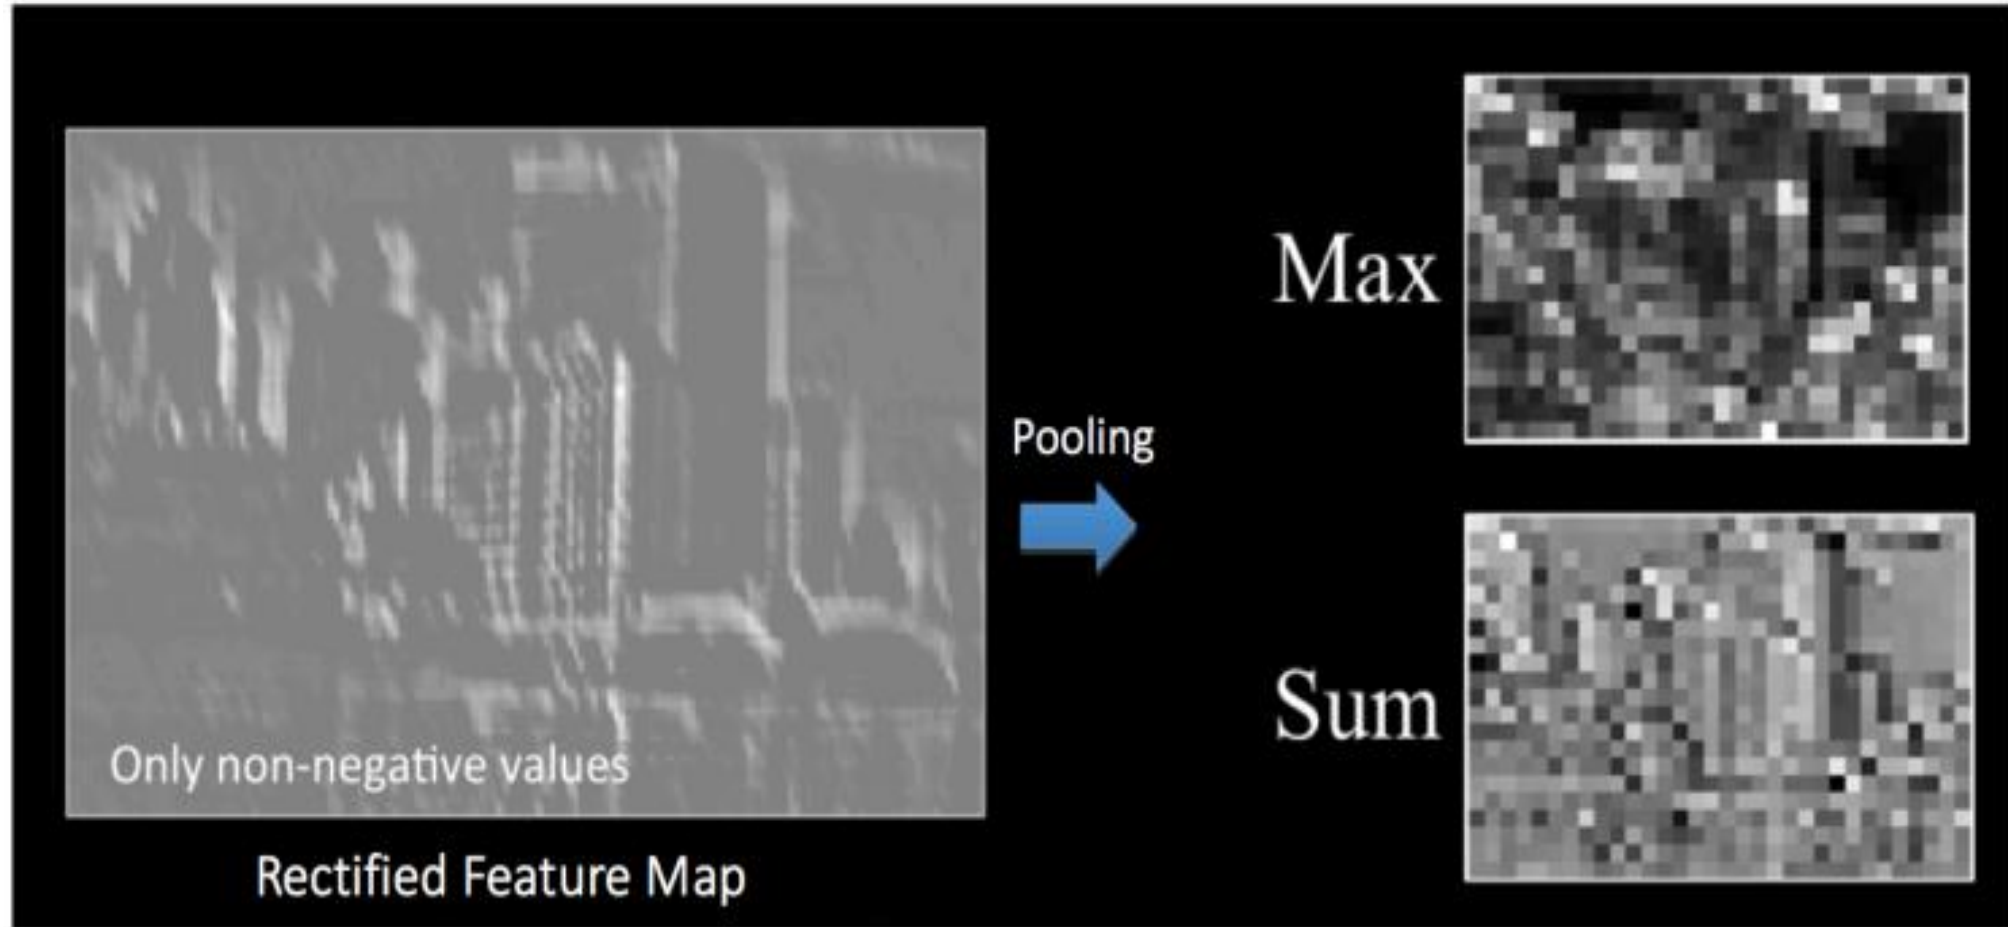 Only non-negative values
Rectified Feature Map
Pooling
Max
Sum